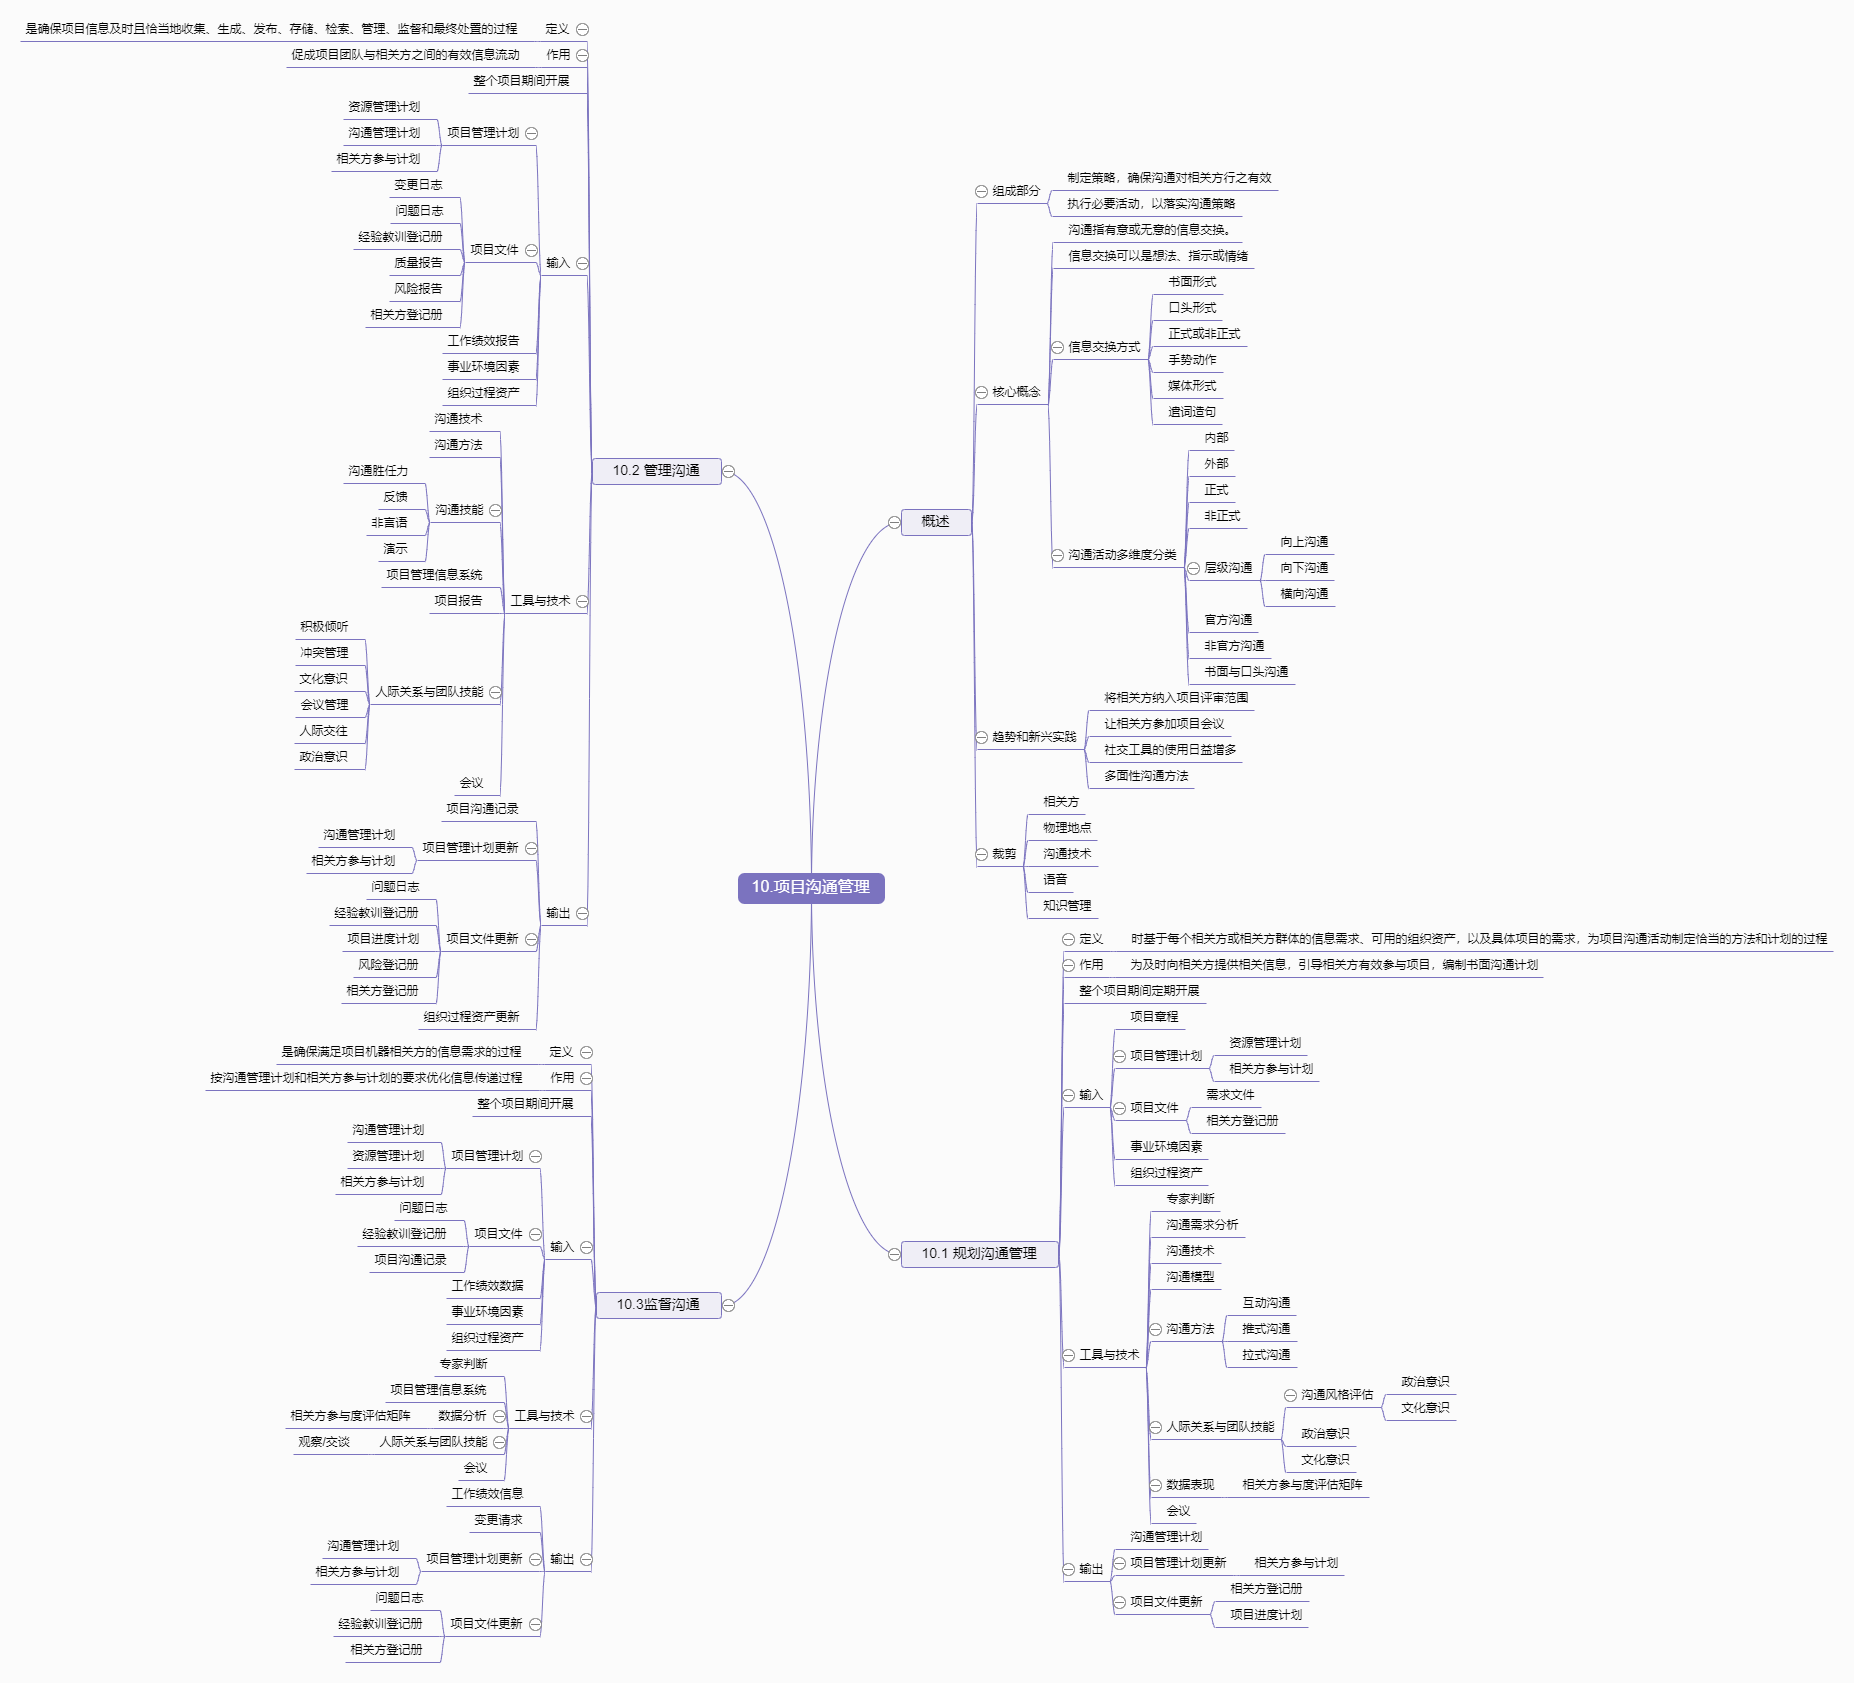 10.项目沟通管理
概述
组成部分
制定策略，确保沟通对相关方行之有效
执行必要活动，以落实沟通策略
核心概念
沟通指有意或无意的信息交换。
信息交换可以是想法、指示或情绪
信息交换方式
书面形式
口头形式
正式或非正式
手势动作
媒体形式
遣词造句
沟通活动多维度分类
内部
外部
正式
非正式
层级沟通
向上沟通
向下沟通
横向沟通
官方沟通
非官方沟通
书面与口头沟通
趋势和新兴实践
将相关方纳入项目评审范围
让相关方参加项目会议
社交工具的使用日益增多
多面性沟通方法
裁剪
相关方
物理地点
沟通技术
语音
知识管理
10.1 规划沟通管理
定义
时基于每个相关方或相关方群体的信息需求、可用的组织资产，以及具体项目的需求，为项目沟通活动制定恰当的方法和计划的过程
作用
为及时向相关方提供相关信息，引导相关方有效参与项目，编制书面沟通计划
整个项目期间定期开展
输入
项目章程
项目管理计划
资源管理计划
相关方参与计划
项目文件
需求文件
相关方登记册
事业环境因素
组织过程资产
工具与技术
专家判断
沟通需求分析
沟通技术
沟通模型
沟通方法
互动沟通
推式沟通
拉式沟通
人际关系与团队技能
沟通风格评估
政治意识
文化意识
政治意识
文化意识
数据表现
相关方参与度评估矩阵
会议
输出
沟通管理计划
项目管理计划更新
相关方参与计划
项目文件更新
相关方登记册
项目进度计划
10.2 管理沟通
定义
是确保项目信息及时且恰当地收集、生成、发布、存储、检索、管理、监督和最终处置的过程
作用
促成项目团队与相关方之间的有效信息流动
整个项目期间开展
输入
项目管理计划
资源管理计划
沟通管理计划
相关方参与计划
项目文件
变更日志
问题日志
经验教训登记册
质量报告
风险报告
相关方登记册
工作绩效报告
事业环境因素
组织过程资产
工具与技术
沟通技术
沟通方法
沟通技能
沟通胜任力
反馈
非言语
演示
项目管理信息系统
项目报告
人际关系与团队技能
积极倾听
冲突管理
文化意识
会议管理
人际交往
政治意识
会议
输出
项目沟通记录
项目管理计划更新
沟通管理计划
相关方参与计划
项目文件更新
问题日志
经验教训登记册
项目进度计划
风险登记册
相关方登记册
组织过程资产更新
10.3监督沟通
定义
是确保满足项目机器相关方的信息需求的过程
作用
按沟通管理计划和相关方参与计划的要求优化信息传递过程
整个项目期间开展
输入
项目管理计划
沟通管理计划
资源管理计划
相关方参与计划
项目文件
问题日志
经验教训登记册
项目沟通记录
工作绩效数据
事业环境因素
组织过程资产
工具与技术
专家判断
项目管理信息系统
数据分析
相关方参与度评估矩阵
人际关系与团队技能
观察/交谈
会议
输出
工作绩效信息
变更请求
项目管理计划更新
沟通管理计划
相关方参与计划
项目文件更新
问题日志
经验教训登记册
相关方登记册